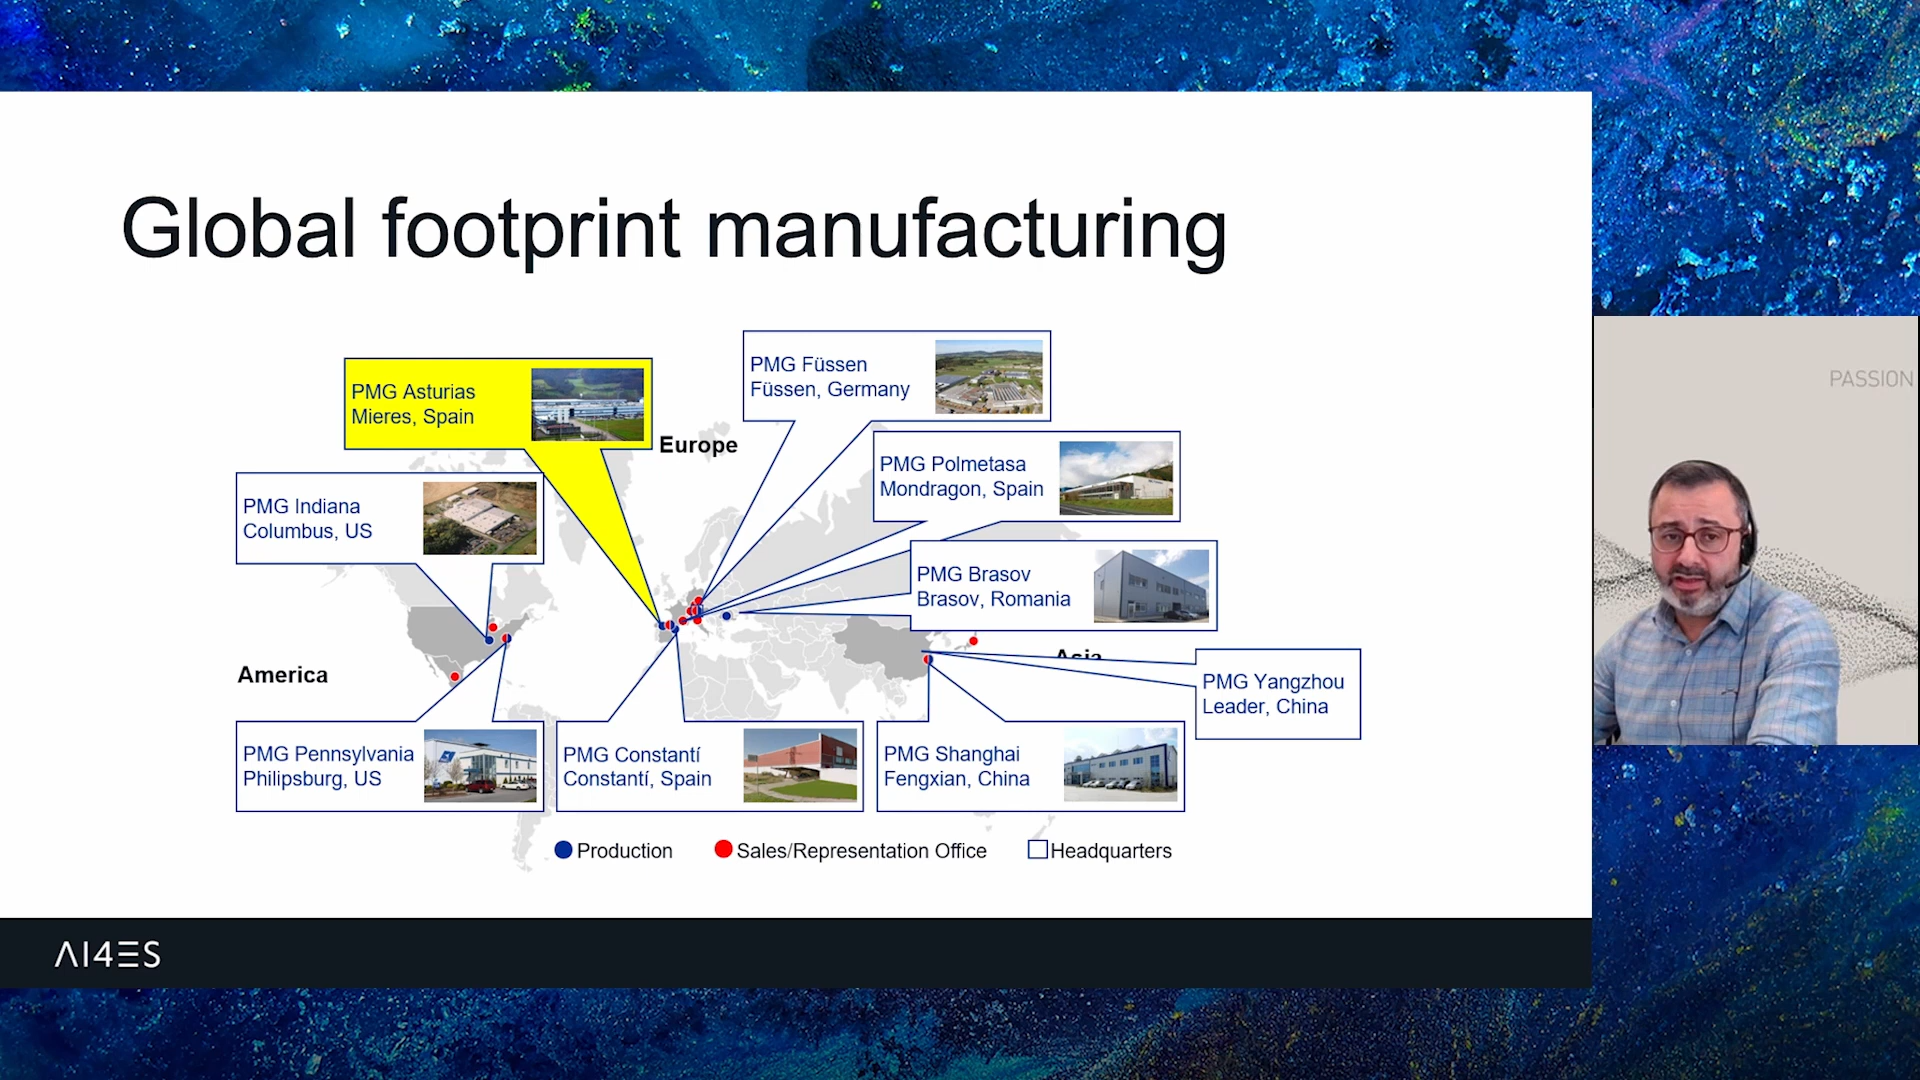 Global footprint manufacturing
PMG Asturias
Mieres, Spain
PMG Füssen
Füssen, Germany
Europe
PMG Polmetasa
Mondragon, Spain
PMG Indiana
Columbus, US
PMG Brasov
Brasov, Romania
America
Asia
PMG Yangzhou
Leader, China
PMG Pennsylvania
Philipsburg, US
PMG Constantí
Constantí, Spain
PMG Shanghai
Fengxian, China
Production
Sales/Representation Office
Headquarters
AI4ES
PASSION